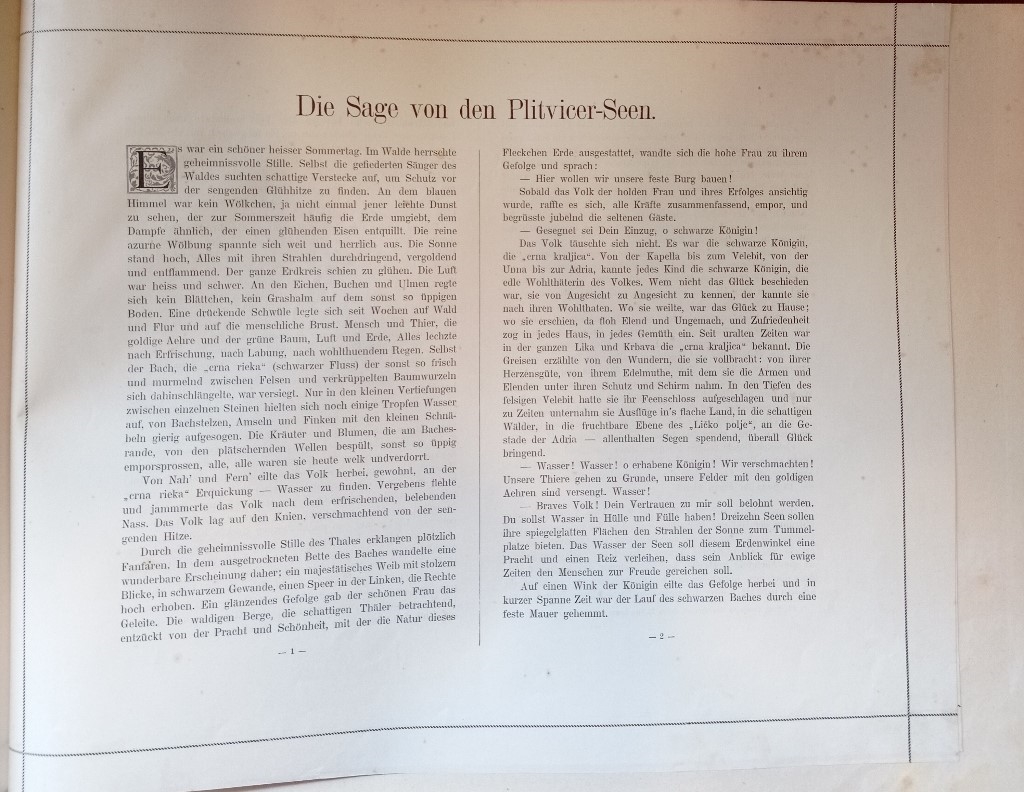 Die Sage von den Plitvicer-Seen.
Es war ein schöner heisser Sommertag. Im Walde herrschte
geheimnissvolle Stille. Selbst die gefiederten Sänger des
Waldes suchten schattige Verstecke auf, um Schutz vor
der sengenden Glühhitze zu finden. An dem blauen
Himmel war kein Wölkchen, ja nicht einmal jener leichte Dunst
zu sehen, der zur Sommerszeit häufig die Erde umgiebt, dem
Dampfe ähnlich, der einen glühenden Eisen entquillt. Die reine
azurne Wölbung spannte sich weit und herrlich aus. Die Sonne
stand hoch, Alles mit ihren Strahlen durchdringend, vergoldend
und entflammend. Der ganze Erdkreis schien zu glühen. Die Luft
war heiss und schwer. An den Eichen, Buchen und Ulmen regte
sich kein Blättchen, kein Grashalm auf dem sonst so üppigen
Boden. Eine drückende Schwüle legte sich seit Wochen auf Wald
und Flur und auf die menschliche Brust. Mensch und Thier, die
goldige Aehre und der grüne Baum, Luft und Erde, Alles lechzte
nach Erfrischung, nach Labung, nach wohlthuendem Regen. Selbst
der Bach, die „crna rieka“ (schwarzer Fluss) der sonst so frisch
und murmelnd zwischen Felsen und verkrüppelten Baumwurzeln
sich dahinschlängelte, war versiegt. Nur in den kleinen Vertiefungen
zwischen einzelnen Steinen hielten sich noch einige Tropfen Wasser
auf, von Bachstelzen, Amseln und Finken mit den kleinen Schnä-
beln gierig aufgesogen. Die Kräuter und Blumen, die am Baches-
rande, von den plätschernden Wellen bespült, sonst so üppig
emporsprossen, alle, alle waren sie heute welk undverdorrt.
Von Nah' und Fern' eilte das Volk herbei, gewohnt, an der
„crna rieka“ Erquickung — Wasser zu finden. Vergebens flehte
und jammmerte das Volk nach dem erfrischenden, belebenden
Nass. Das Volk lag auf den Knien, verschmachtend von der sen-
genden Hitze.
Durch die geheimnissvolle Stille des Thales erklangen plötzlich
Fanfaren. In dem ausgetrockneten Bette des Baches wandelte eine
wunderbare Erscheinung daher: ein majestätisches Weib mit stolzem
Blicke, in schwarzem Gewande, einen Speer in der Linken, die Rechte
hoch erhoben. Ein glänzendes Gefolge gab der schönen Frau das
Geleite. Die waldigen Berge, die schattigen Thäler betrachtend,
entzückt von der Pracht und Schönheit, mit der die Natur dieses
— 1 —
Fleckchen Erde ausgestattet, wandte sich die hohe Frau zu ihrem
Gefolge und sprach:
— Hier wollen wir unsere feste Burg bauen!
Sobald das Volk der holden Frau und ihres Erfolges ansichtig
wurde, raffte es sich, alle Kräfte zusammenfassend, empor, und
begrüsste jubelnd die seltenen Gäste.
— Gesegnet sei Dein Einzug, o schwarze Königin!
Das Volk täuschte sich nicht. Es war die schwarze Königin,
die „crna kraljica“. Von der Kapella bis zum Velebit, von der
Unna bis zur Adria, kannte jedes Kind die schwarze Königin, die
edle Wohlthäterin des Volkes. Wem nicht das Glück beschieden
war, sie von Angesicht zu Angesicht zu kennen, der kannte sie
nach ihren Wohlthaten. Wo sie weilte, war das Glück zu Hause;
wo sie erschien, da floh Elend und Ungemach, und Zufriedenheit
zog in jedes Haus, in jedes Gemüth ein. Seit uralten Zeiten war
in der ganzen Lika und Krbava die „crna kraljica“ bekannt. Die
Greisen erzählte von den Wundern, die sie vollbracht: von ihrer
Herzensgüte, von ihrem Edelmuthe, mit dem sie die Armen und
Elenden unter ihren Schutz und Schirm nahm. In den Tiefen des
felsigen Velebit hatte sie ihr Feenschloss aufgeschlagen und nur
zu Zeiten unternahm sie Ausflüge in's flache Land, in die schattigen
Wälder, in die fruchtbare Ebene des „Ličko polje“, an die Ge-
stade der Adria — allenthalten Segen spendend, überall Glück
bringend.
— Wasser! Wasser! o erhabene Königin! Wir verschmachten!
Unsere Thiere gehen zu Grunde, unsere Felder mit den goldigen
Aehren sind versengt. Wasser!
— Braves Volk! Dein Vertrauen zu mir soll belohnt werden.
Du sollst Wasser in Hülle und Fülle haben! Dreizehn Seen sollen
ihre spiegelglatten Flächen den Strahlen der Sonne zum Tummel-
platze bieten. Das Wasser der Seen soll diesem Erdenwinkel eine
Pracht und einen Reiz verleihen, dass sein Anblick für ewige
Zeiten den Menschen zur Freude gereichen soll.
Auf einen Wink der Königin eilte das Gefolge herbei und in
kurzer Spanne Zeit war der Lauf des schwarzen Baches durch eine
feste Mauer gehemmt.
— 2 —